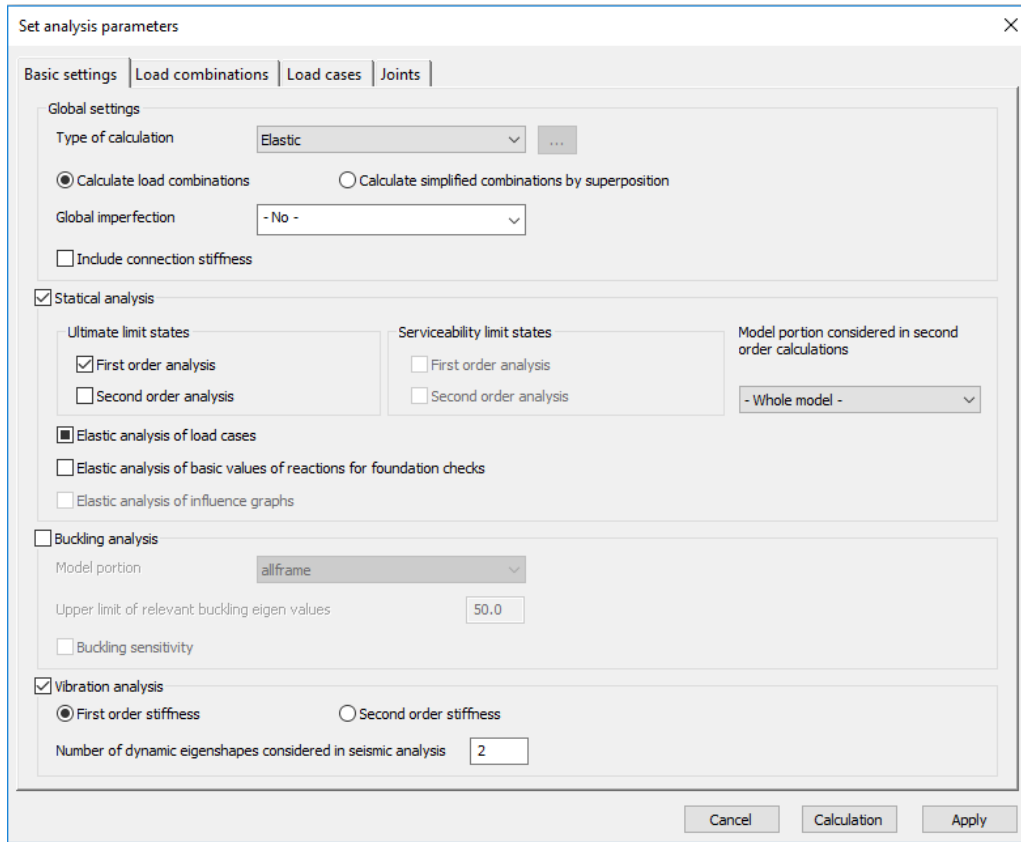 Set analysis parameters
Basic settings Load combinations Load cases Joints
Global settings
Type of calculation Elastic ...
Calculate load combinations Calculate simplified combinations by superposition
Global imperfection - No -
Include connection stiffness
Statical analysis
Ultimate limit states Serviceability limit states Model portion considered in second
order calculations
First order analysis First order analysis
Second order analysis Second order analysis - Whole model -
Elastic analysis of load cases
Elastic analysis of basic values of reactions for foundation checks
Elastic analysis of influence graphs
Buckling analysis
Model portion allframe
Upper limit of relevant buckling eigen values 50.0
Buckling sensitivity
Vibration analysis
First order stiffness Second order stiffness
Number of dynamic eigenshapes considered in seismic analysis 2
Cancel Calculation Apply